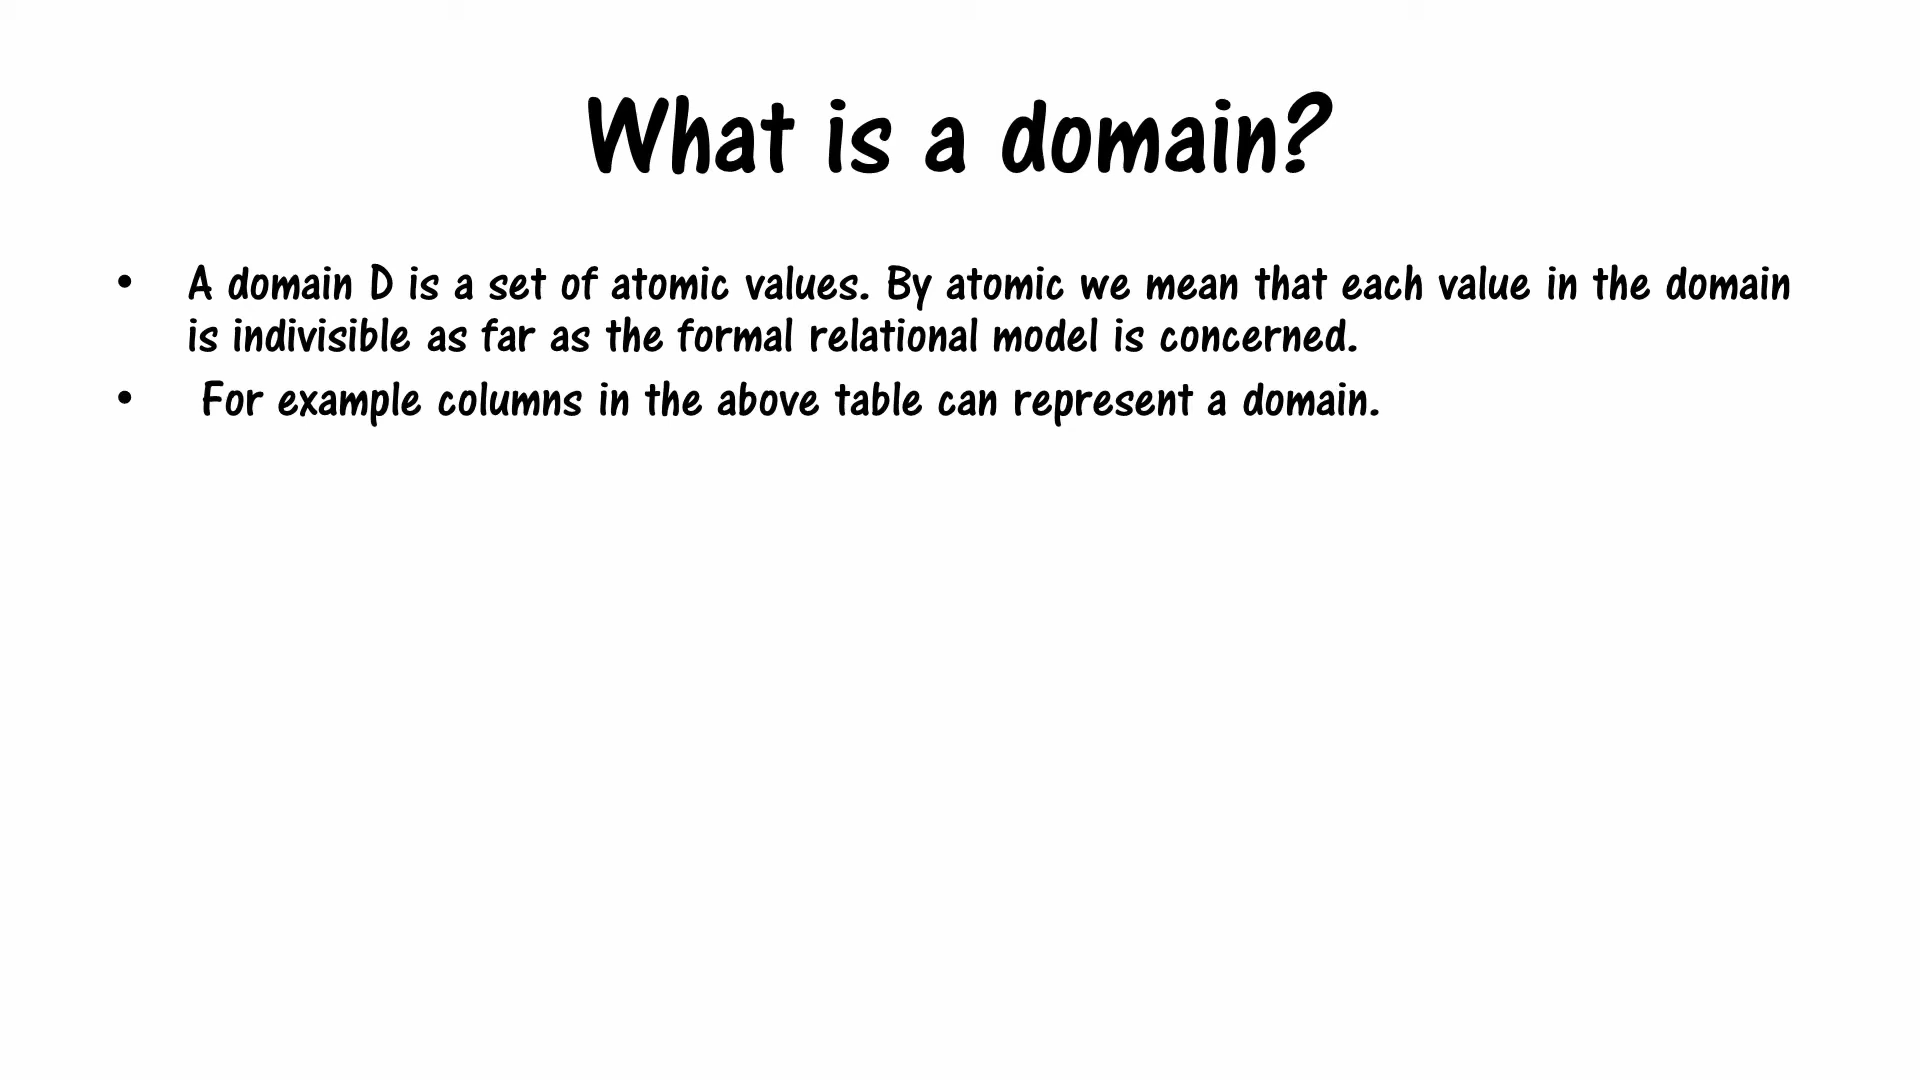 What is a domain?
• A domain D is a set of atomic values. By atomic we mean that each value in the domain
is indivisible as far as the formal relational model is concerned.
• For example columns in the above table can represent a domain.